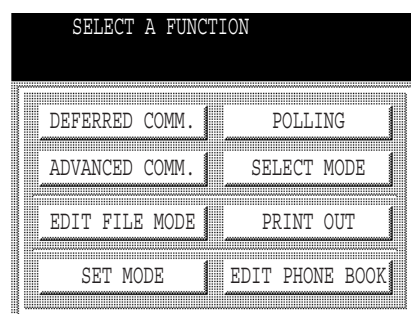 SELECT A FUNCTION
DEFERRED COMM. POLLING
ADVANCED COMM. SELECT MODE
EDIT FILE MODE PRINT OUT
SET MODE EDIT PHONE BOOK